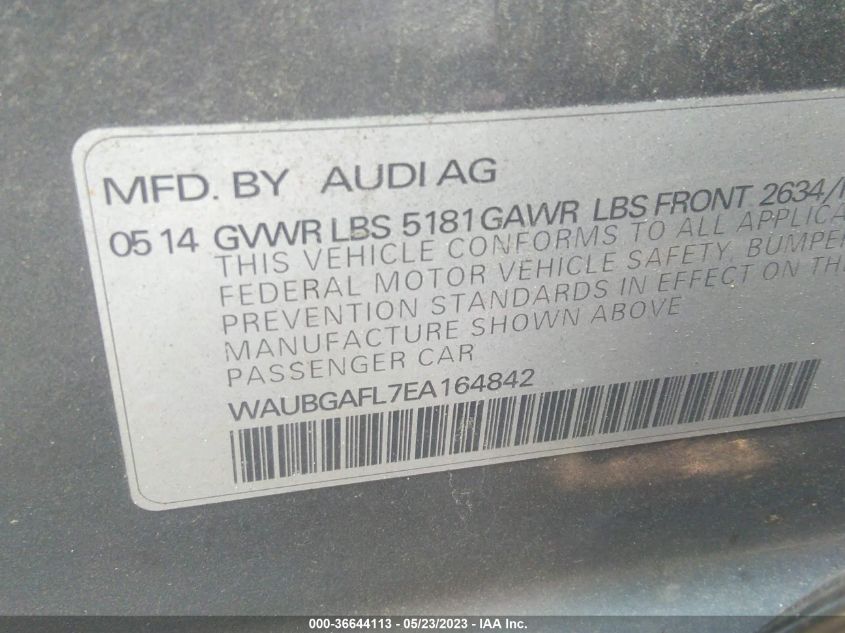 MFD. BY AUDI AG
05 14 GVWR LBS 5181 GAWR LBS FRONT 2634/
THIS VEHICLE CONFORMS TO ALL
FEDERAL MOTOR VEHICLE SAFETY, BUMPER
PREVENTION STANDARDS IN EFFECT ON THE
MANUFACTURE SHOWN ABOVE
PASSENGER CAR
WAUBGAFL7EA164842
000-36644113 - 05/23/2023 - © IAA Inc.